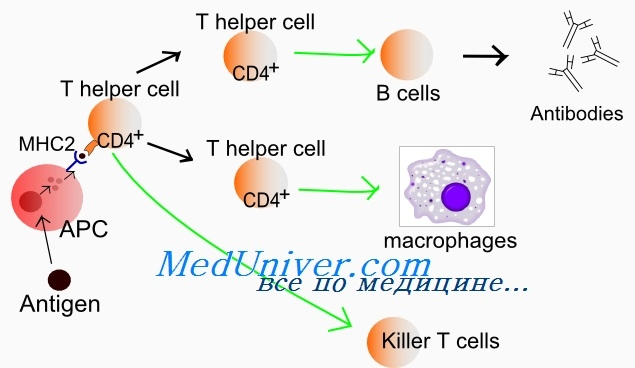 T helper cell
CD4+
B cells
Antibodies
T helper cell
MHC2
CD4+
T helper cell
CD4+
APC
macrophages
Antigen
MedUniver.com
все по медицине...
Killer T cells